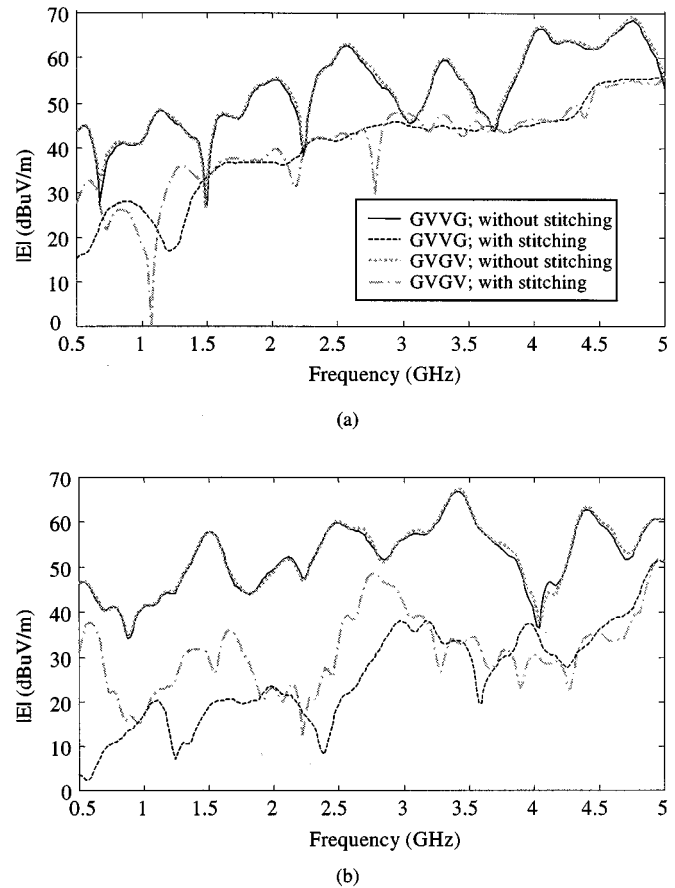 70
60
50
40
30
20
10
0
|E| (dBuV/m)
GVVG; without stitching
GVVG; with stitching
GVGV; without stitching
GVGV; with stitching
0.5 1 1.5 2 2.5 3 3.5 4 4.5 5
Frequency (GHz)
(a)
70
60
50
40
30
20
10
0
|E| (dBuV/m)
0.5 1 1.5 2 2.5 3 3.5 4 4.5 5
Frequency (GHz)
(b)